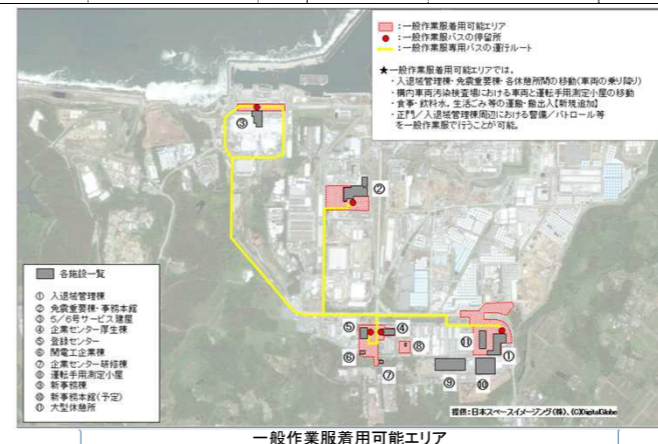 ：一般作業服着用可能エリア
：一般作業服バスの停留所
：一般作業服専用バスの運行ルート
★一般作業服着用可能エリアでは、
・入退域管理棟・免震重要棟・各休憩所間の移動(車両の乗り降り)
・構内車両汚染検査場における車両と運転手用測定小屋の移動
・食事・飲料水、生活ごみ等の運搬・搬出入【新規追加】
・正門／入退域管理棟周辺における警備／パトロール等
を一般作業服で行うことが可能。
③
②
⑤
④
⑥
⑦
⑧
⑨
⑩
⑪
①
各施設一覧
① 入退域管理棟
② 免震重要棟・事務本館
③ 5／6号サービス建屋
④ 企業センター厚生棟
⑤ 登録センター
⑥ 関電工企業棟
⑦ 企業センター研修棟
⑧ 運転手用測定小屋
⑨ 新事務棟
⑩ 新事務本館(予定)
⑪ 大型休憩所
提供：日本スペースイメージング(株)、(C)DigitalGlobe
一般作業服着用可能エリア